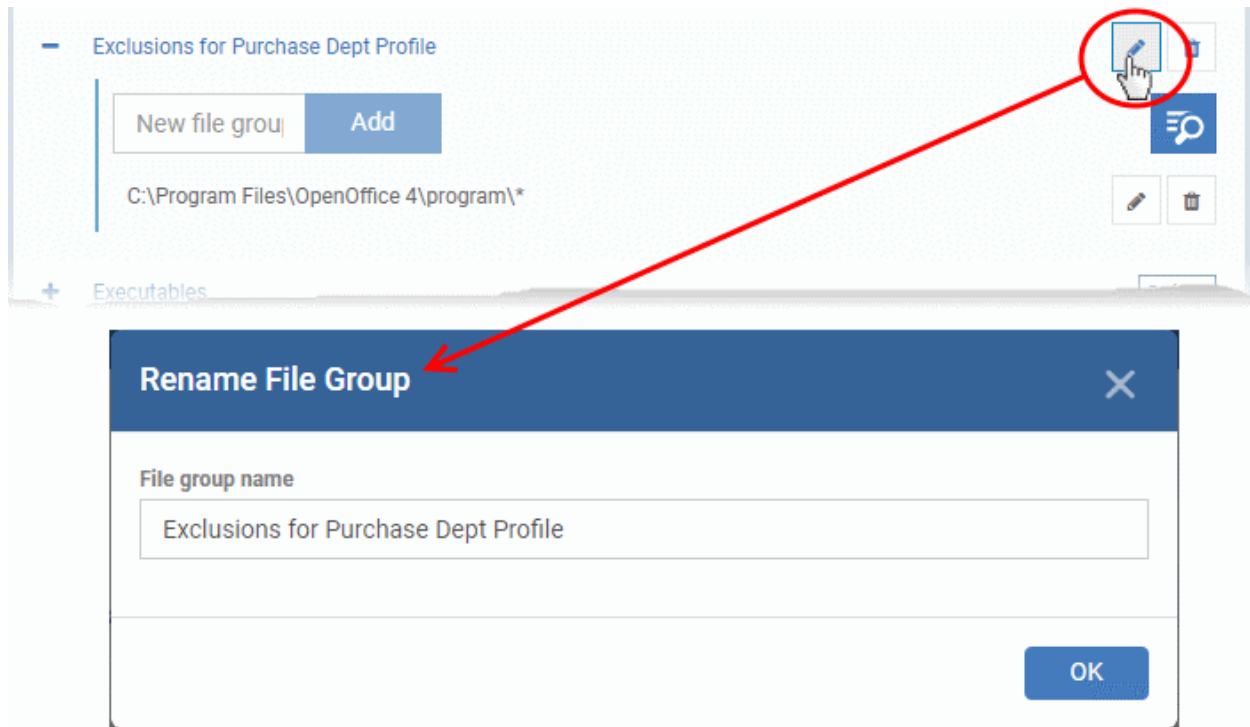 Exclusions for Purchase Dept Profile
New file grou
Add
C:\Program Files\OpenOffice 4\program\*
Executables
Rename File Group
File group name
Exclusions for Purchase Dept Profile
OK